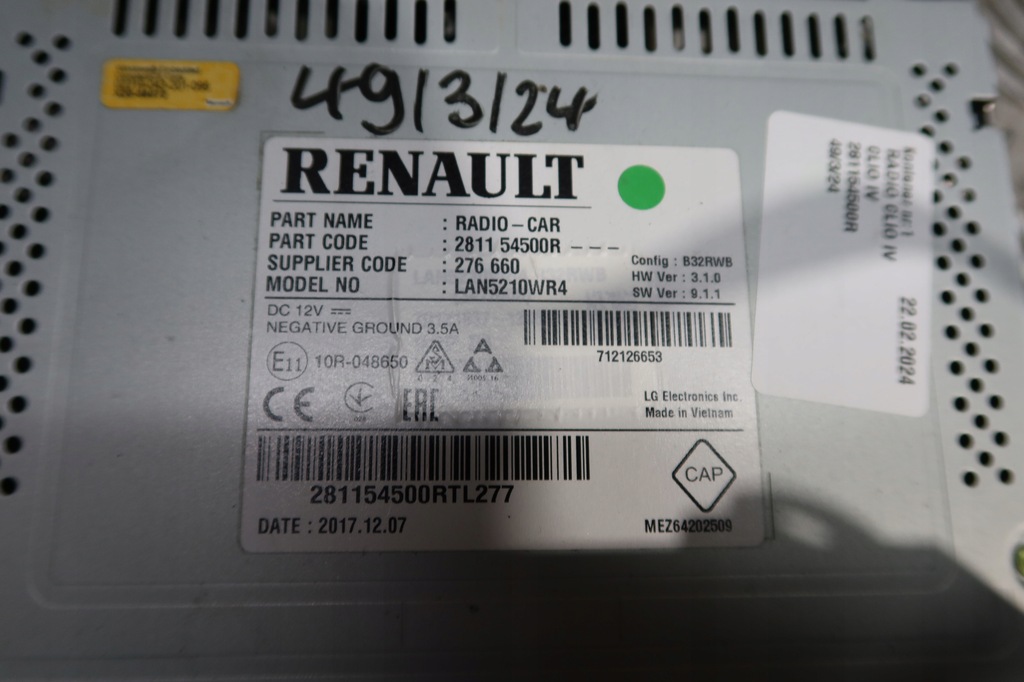 49/3/24
RENAULT
PART NAME : RADIO-CAR
PART CODE : 2811 54500R - - -
SUPPLIER CODE : 276 660
MODEL NO : LAN5210WR4
Config : B32RWB
HW Ver : 3.1.0
SW Ver : 9.1.1
DC 12V
NEGATIVE GROUND 3.5A
712126653
E11 10R-048650
CE
EAC
LG Electronics Inc.
Made in Vietnam
281154500RTL277
CAP
DATE : 2017.12.07
MEZ64202509
RADIO CLIO IV
CLIO IV
281154500R
49/3/24
22.02.2024